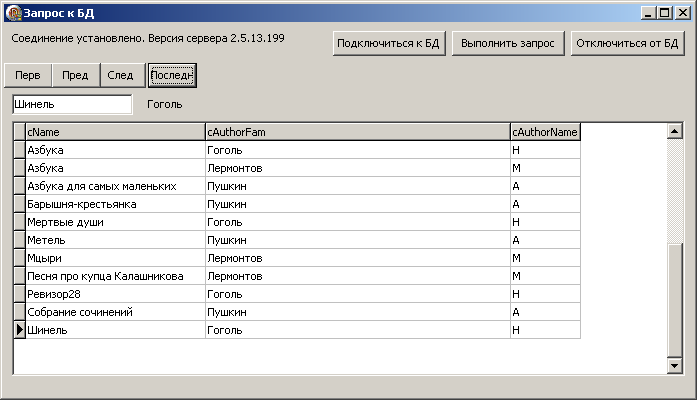 Запрос к БД
Соединение установлено. Версия сервера 2.5.13.199
Подключиться к БД Выполнить запрос Отключиться от БД
Перв Пред След Последн
Шинель Гоголь
cName cAuthorFam cAuthorName
Азбука Гоголь Н
Азбука Лермонтов М
Азбука для самых маленьких Пушкин А
Барышня-крестьянка Пушкин А
Мертвые души Гоголь Н
Метель Пушкин А
Мцыри Лермонтов М
Песня про купца Калашникова Лермонтов М
Ревизор28 Гоголь Н
Собрание сочинений Пушкин А
Шинель Гоголь Н